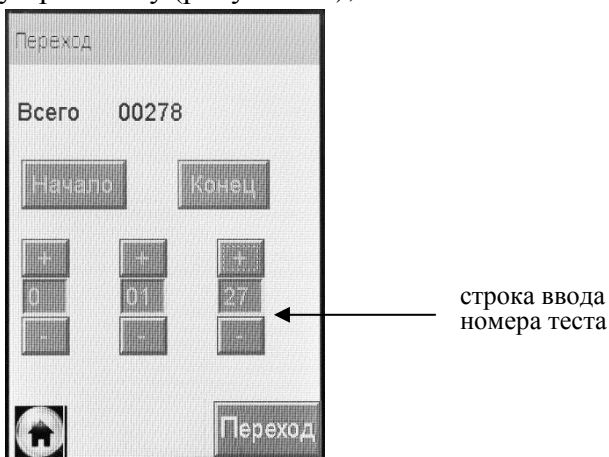 Переход
Всего 00278
Начало Конец
+ + +
0 01 27
- - -
строка ввода
номера теста
Переход